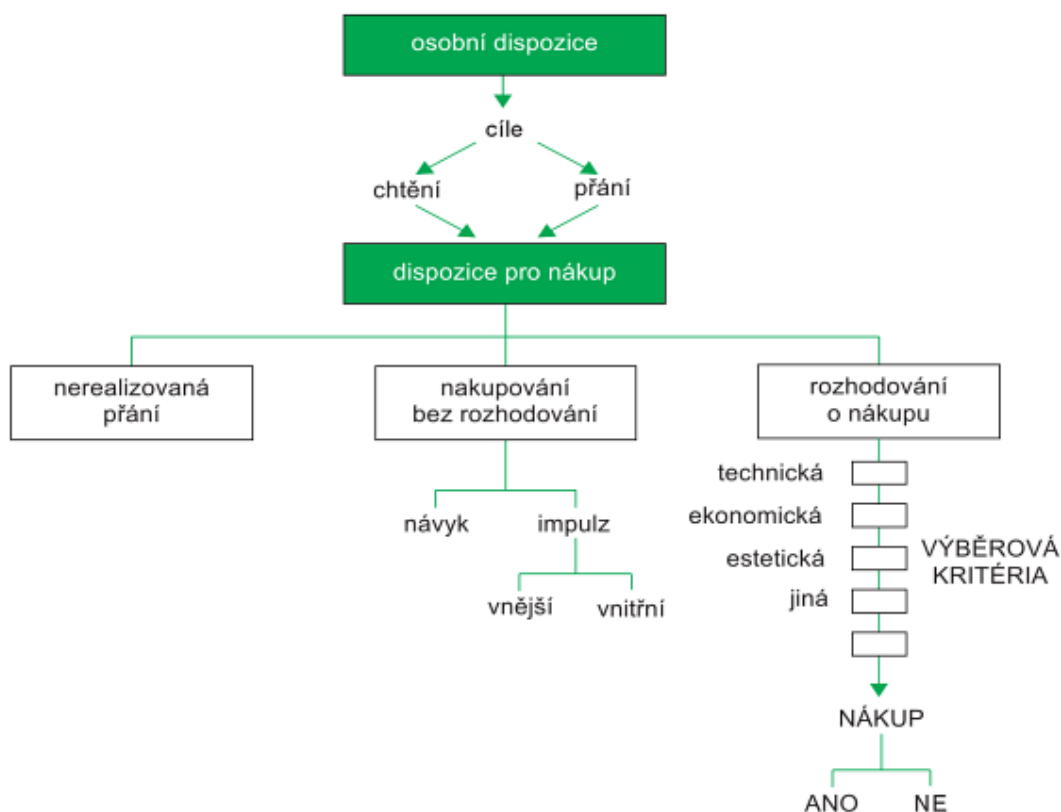 osobní dispozice
cíle
chtění
přání
dispozice pro nákup
nerealizovaná
přání
nakupování
bez rozhodování
rozhodování
o nákupu
návyk
impulz
vnější
vnitřní
technická
ekonomická
estetická
jiná
VÝBĚROVÁ
KRITÉRIA
NÁKUP
ANO
NE